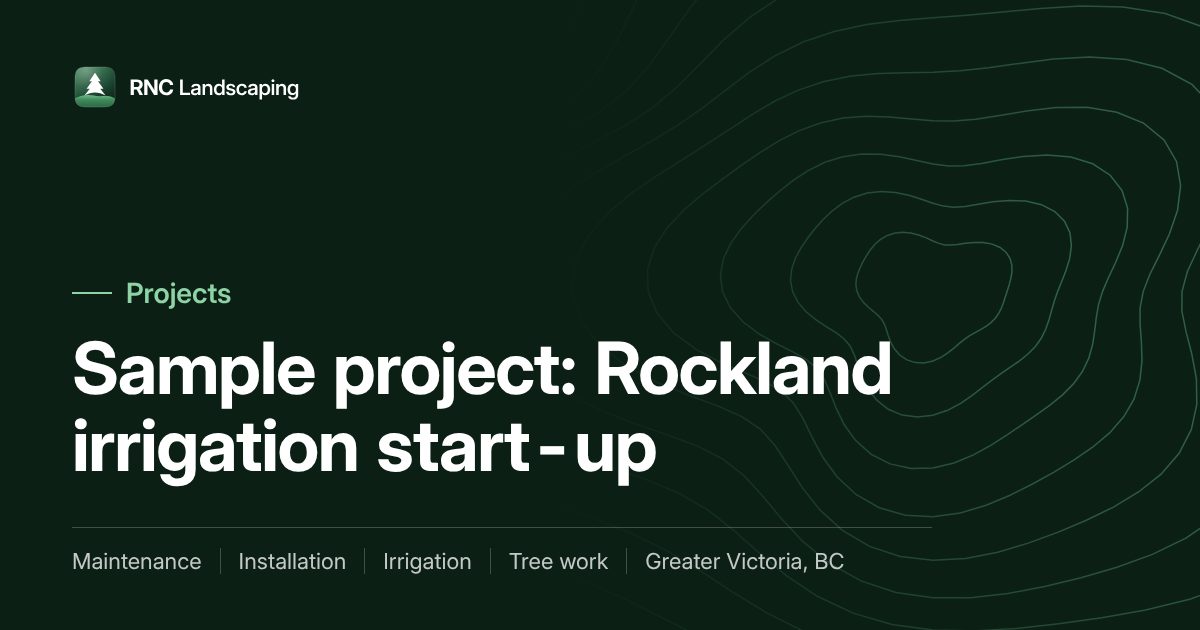 RNC Landscaping
Projects
Sample project: Rockland
irrigation start-up
Maintenance
Installation
Irrigation
Tree work
Greater Victoria, BC